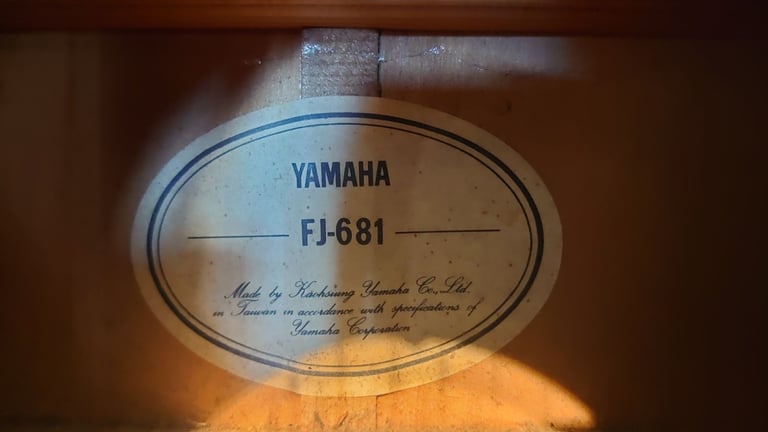 YAMAHA
FJ-681
Made by Kaohsiung Yamaha Co., Ltd.
in Taiwan in accordance with specifications of
Yamaha Corporation